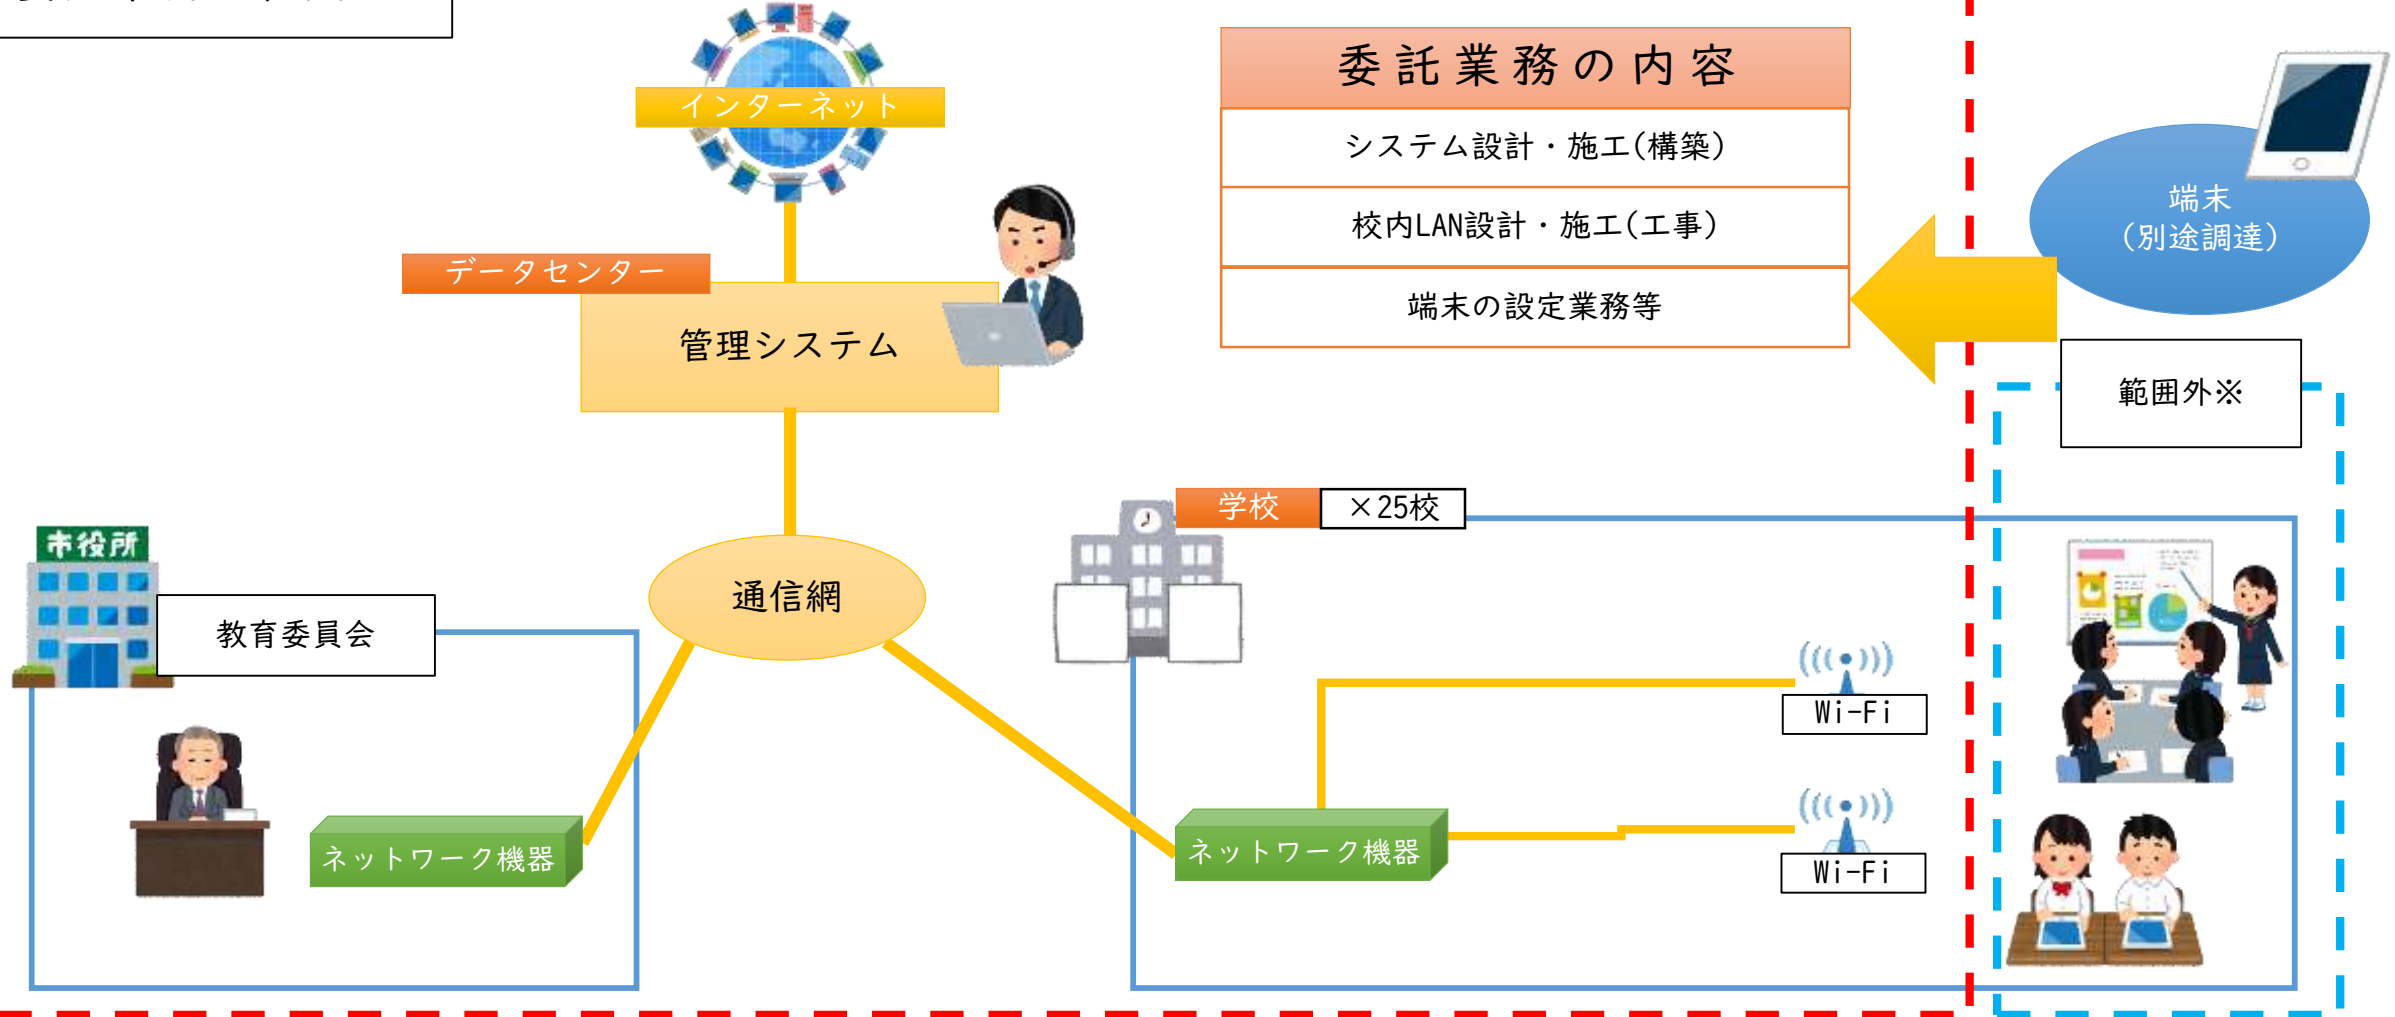 インターネット
委託業務の内容
システム設計・施工(構築)
校内LAN設計・施工(工事)
端末の設定業務等
端末
(別途調達)
データセンター
管理システム
範囲外※
学校
×25校
市役所
教育委員会
通信網
Wi-Fi
ネットワーク機器
ネットワーク機器
Wi-Fi